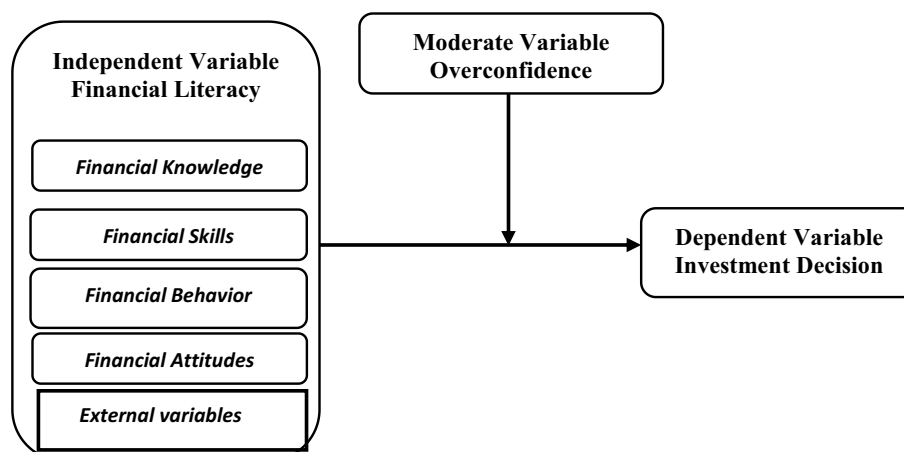 Independent Variable
Financial Literacy
Financial Knowledge
Financial Skills
Financial Behavior
Financial Attitudes
External variables
Moderate Variable
Overconfidence
Dependent Variable
Investment Decision